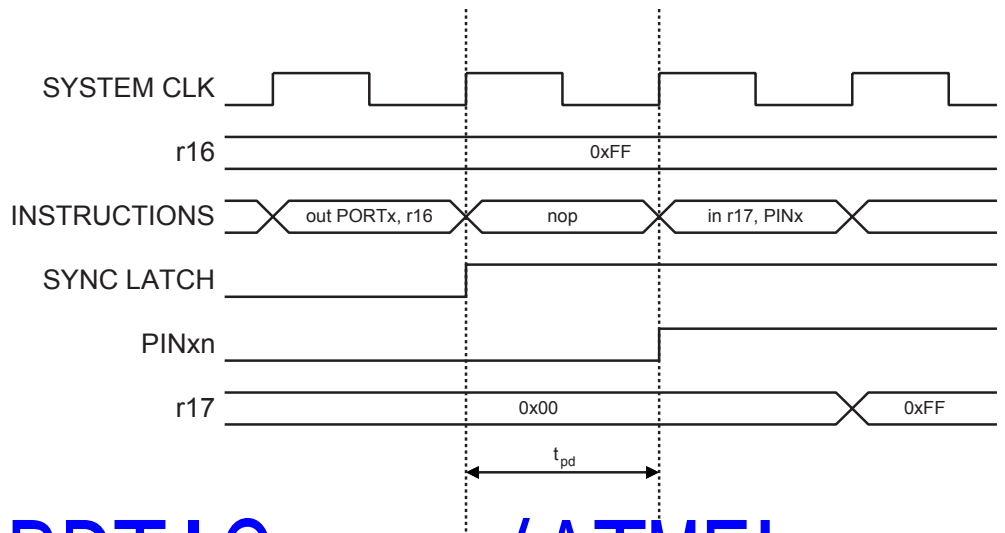 SYSTEM CLK
r16
0xFF
INSTRUCTIONS
out PORTx, r16
nop
in r17, PINx
SYNC LATCH
PINxn
r17
0x00
0xFF
tpd